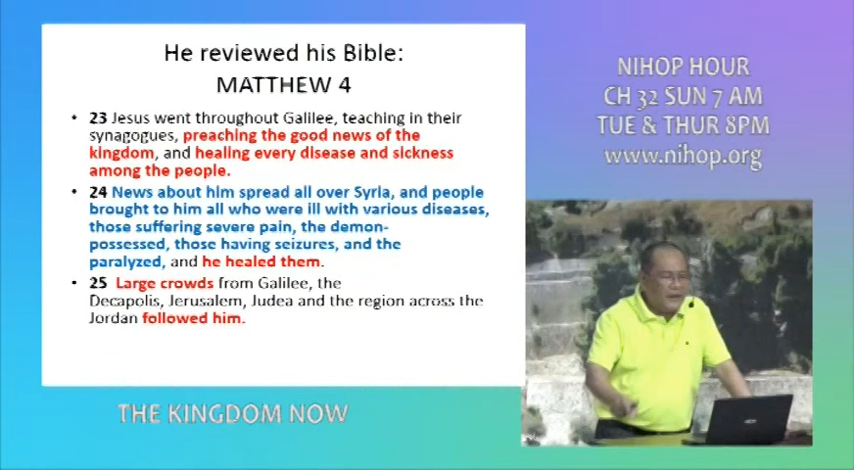 He reviewed his Bible:
MATTHEW 4
• 23 Jesus went throughout Galilee, teaching in their
synagogues, preaching the good news of the
kingdom, and healing every disease and sickness
among the people.
• 24 News about him spread all over Syria, and people
brought to him all who were ill with various diseases,
those suffering severe pain, the demon-
possessed, those having seizures, and the
paralyzed, and he healed them.
• 25 Large crowds from Galilee, the
Decapolis, Jerusalem, Judea and the region across the
Jordan followed him.
THE KINGDOM NOW
NIHOP HOUR
CH 32 SUN 7 AM
TUE & THUR 8PM
www.nihop.org